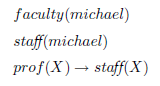 faculty(michael)
staff(michael)
prof(X) → staff(X)